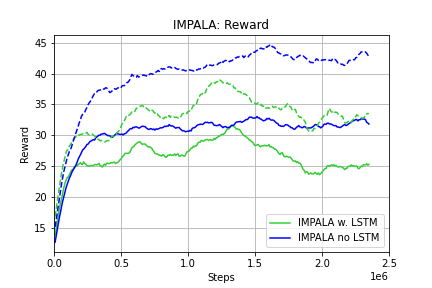 IMPALA: Reward
45
40
35
30
25
20
15
Reward
0.0 0.5 1.0 1.5 2.0 2.5
1e6
Steps
IMPALA w. LSTM
IMPALA no LSTM